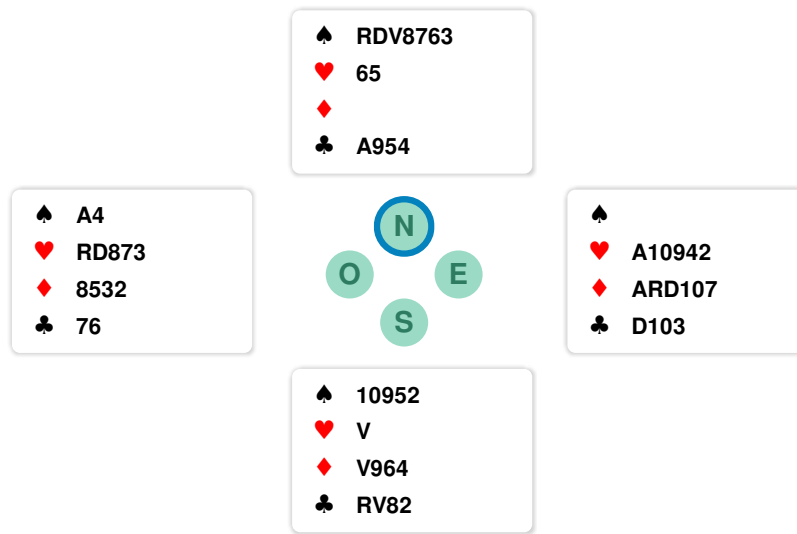 ♠ RDV8763
♥ 65
♦
♣ A954
♠ A4
♥ RD873
♦ 8532
♣ 76
N
O E
S
♠
♥ A10942
♦ ARD107
♣ D103
♠ 10952
♥ V
♦ V964
♣ RV82